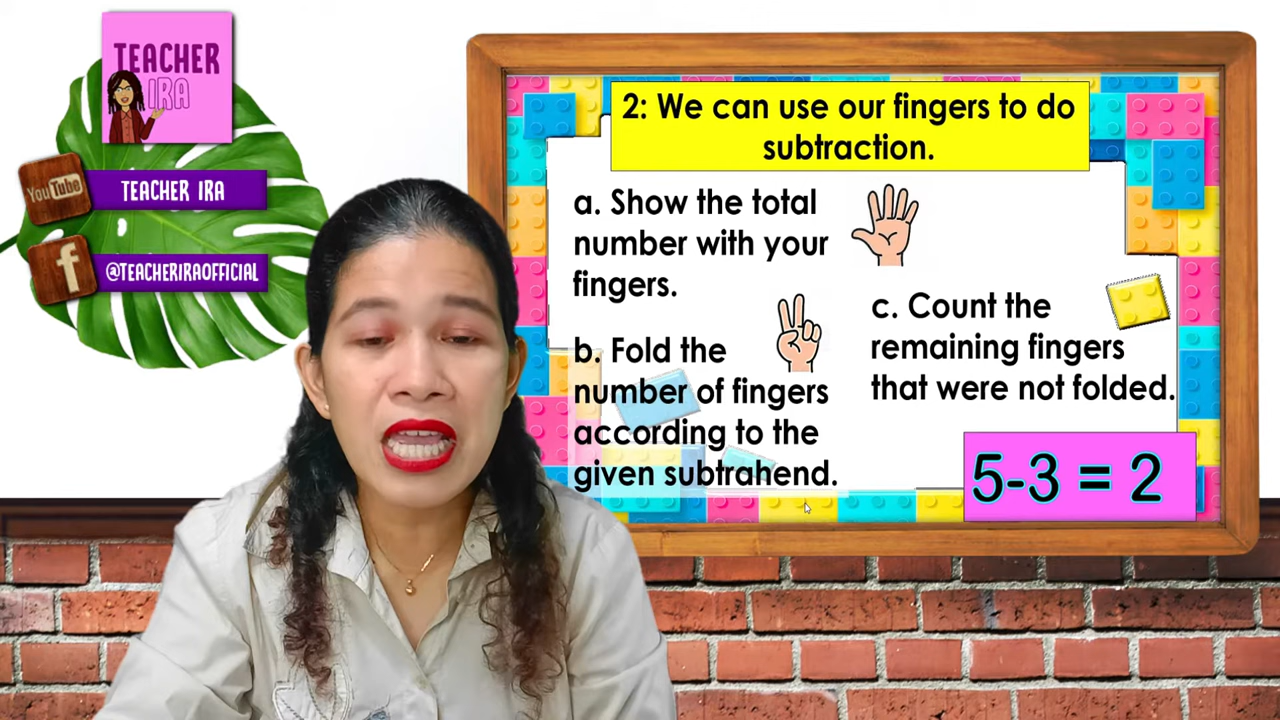 TEACHER
IRA
YouTube
TEACHER IRA
f
@TEACHERIRAOFFICIAL
2: We can use our fingers to do
subtraction.
a. Show the total
number with your
fingers.
b. Fold the
number of fingers
according to the
given subtrahend.
c. Count the
remaining fingers
that were not folded.
5-3 = 2